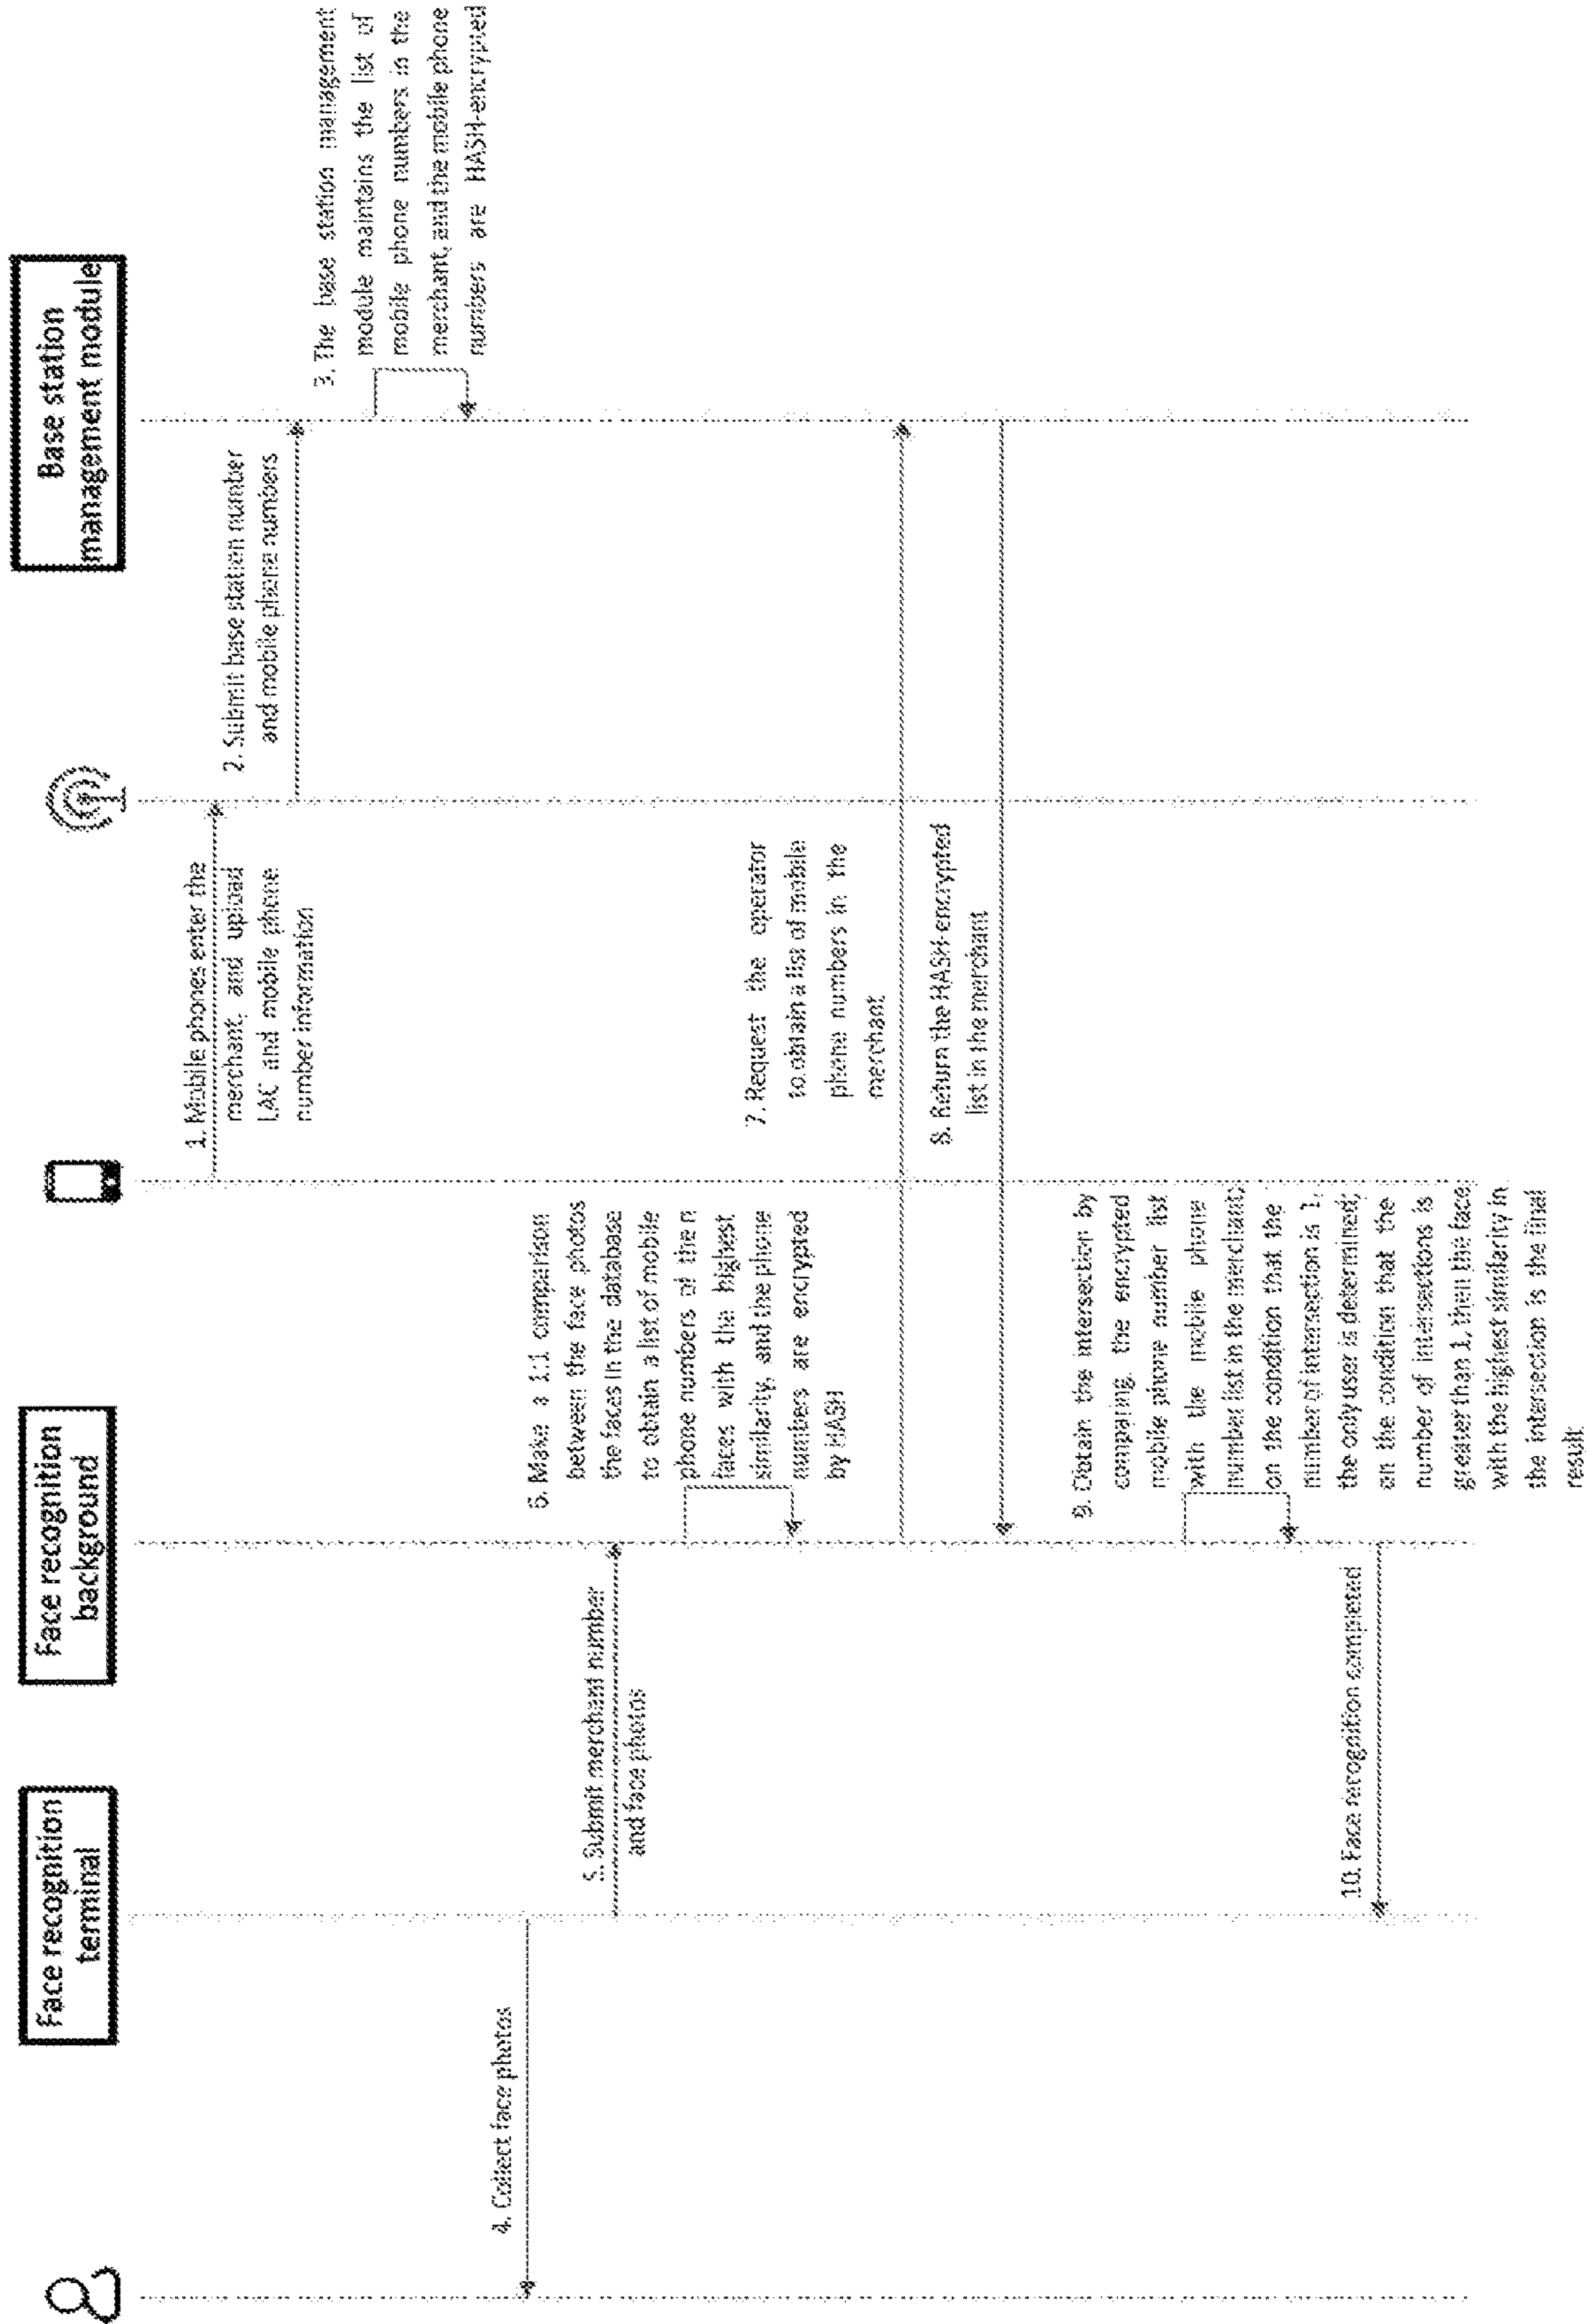 Face recognition
terminal
Face recognition
background
Base station
management module
1. Mobile phones enter the
merchant, and upload
LAC and mobile phone
number information
2. Submit base station number
and mobile phone numbers
3. The base station management
module maintains the list of
mobile phone numbers in the
merchant, and the mobile phone
numbers are HASH-encrypted
4. Collect face photos
5. Submit merchant number
and face photos
6. Make a 1:1 comparison
between the face photos
the faces in the database
to obtain a list of mobile
phone numbers of the n
faces with the highest
similarity, and the phone
numbers are encrypted
by HASH
7. Request the operator
to obtain a list of mobile
phone numbers in the
merchant
8. Return the HASH-encrypted
list in the merchant
9. Obtain the intersection by
comparing, the encrypted
mobile phone number list
with the mobile phone
number list in the merchant;
on the condition that the
number of intersection is 1,
the only user is determined;
on the condition that the
number of intersections is
greater than 1, then the face
with the highest similarity in
the intersection is the final
result
10. Face recognition completed